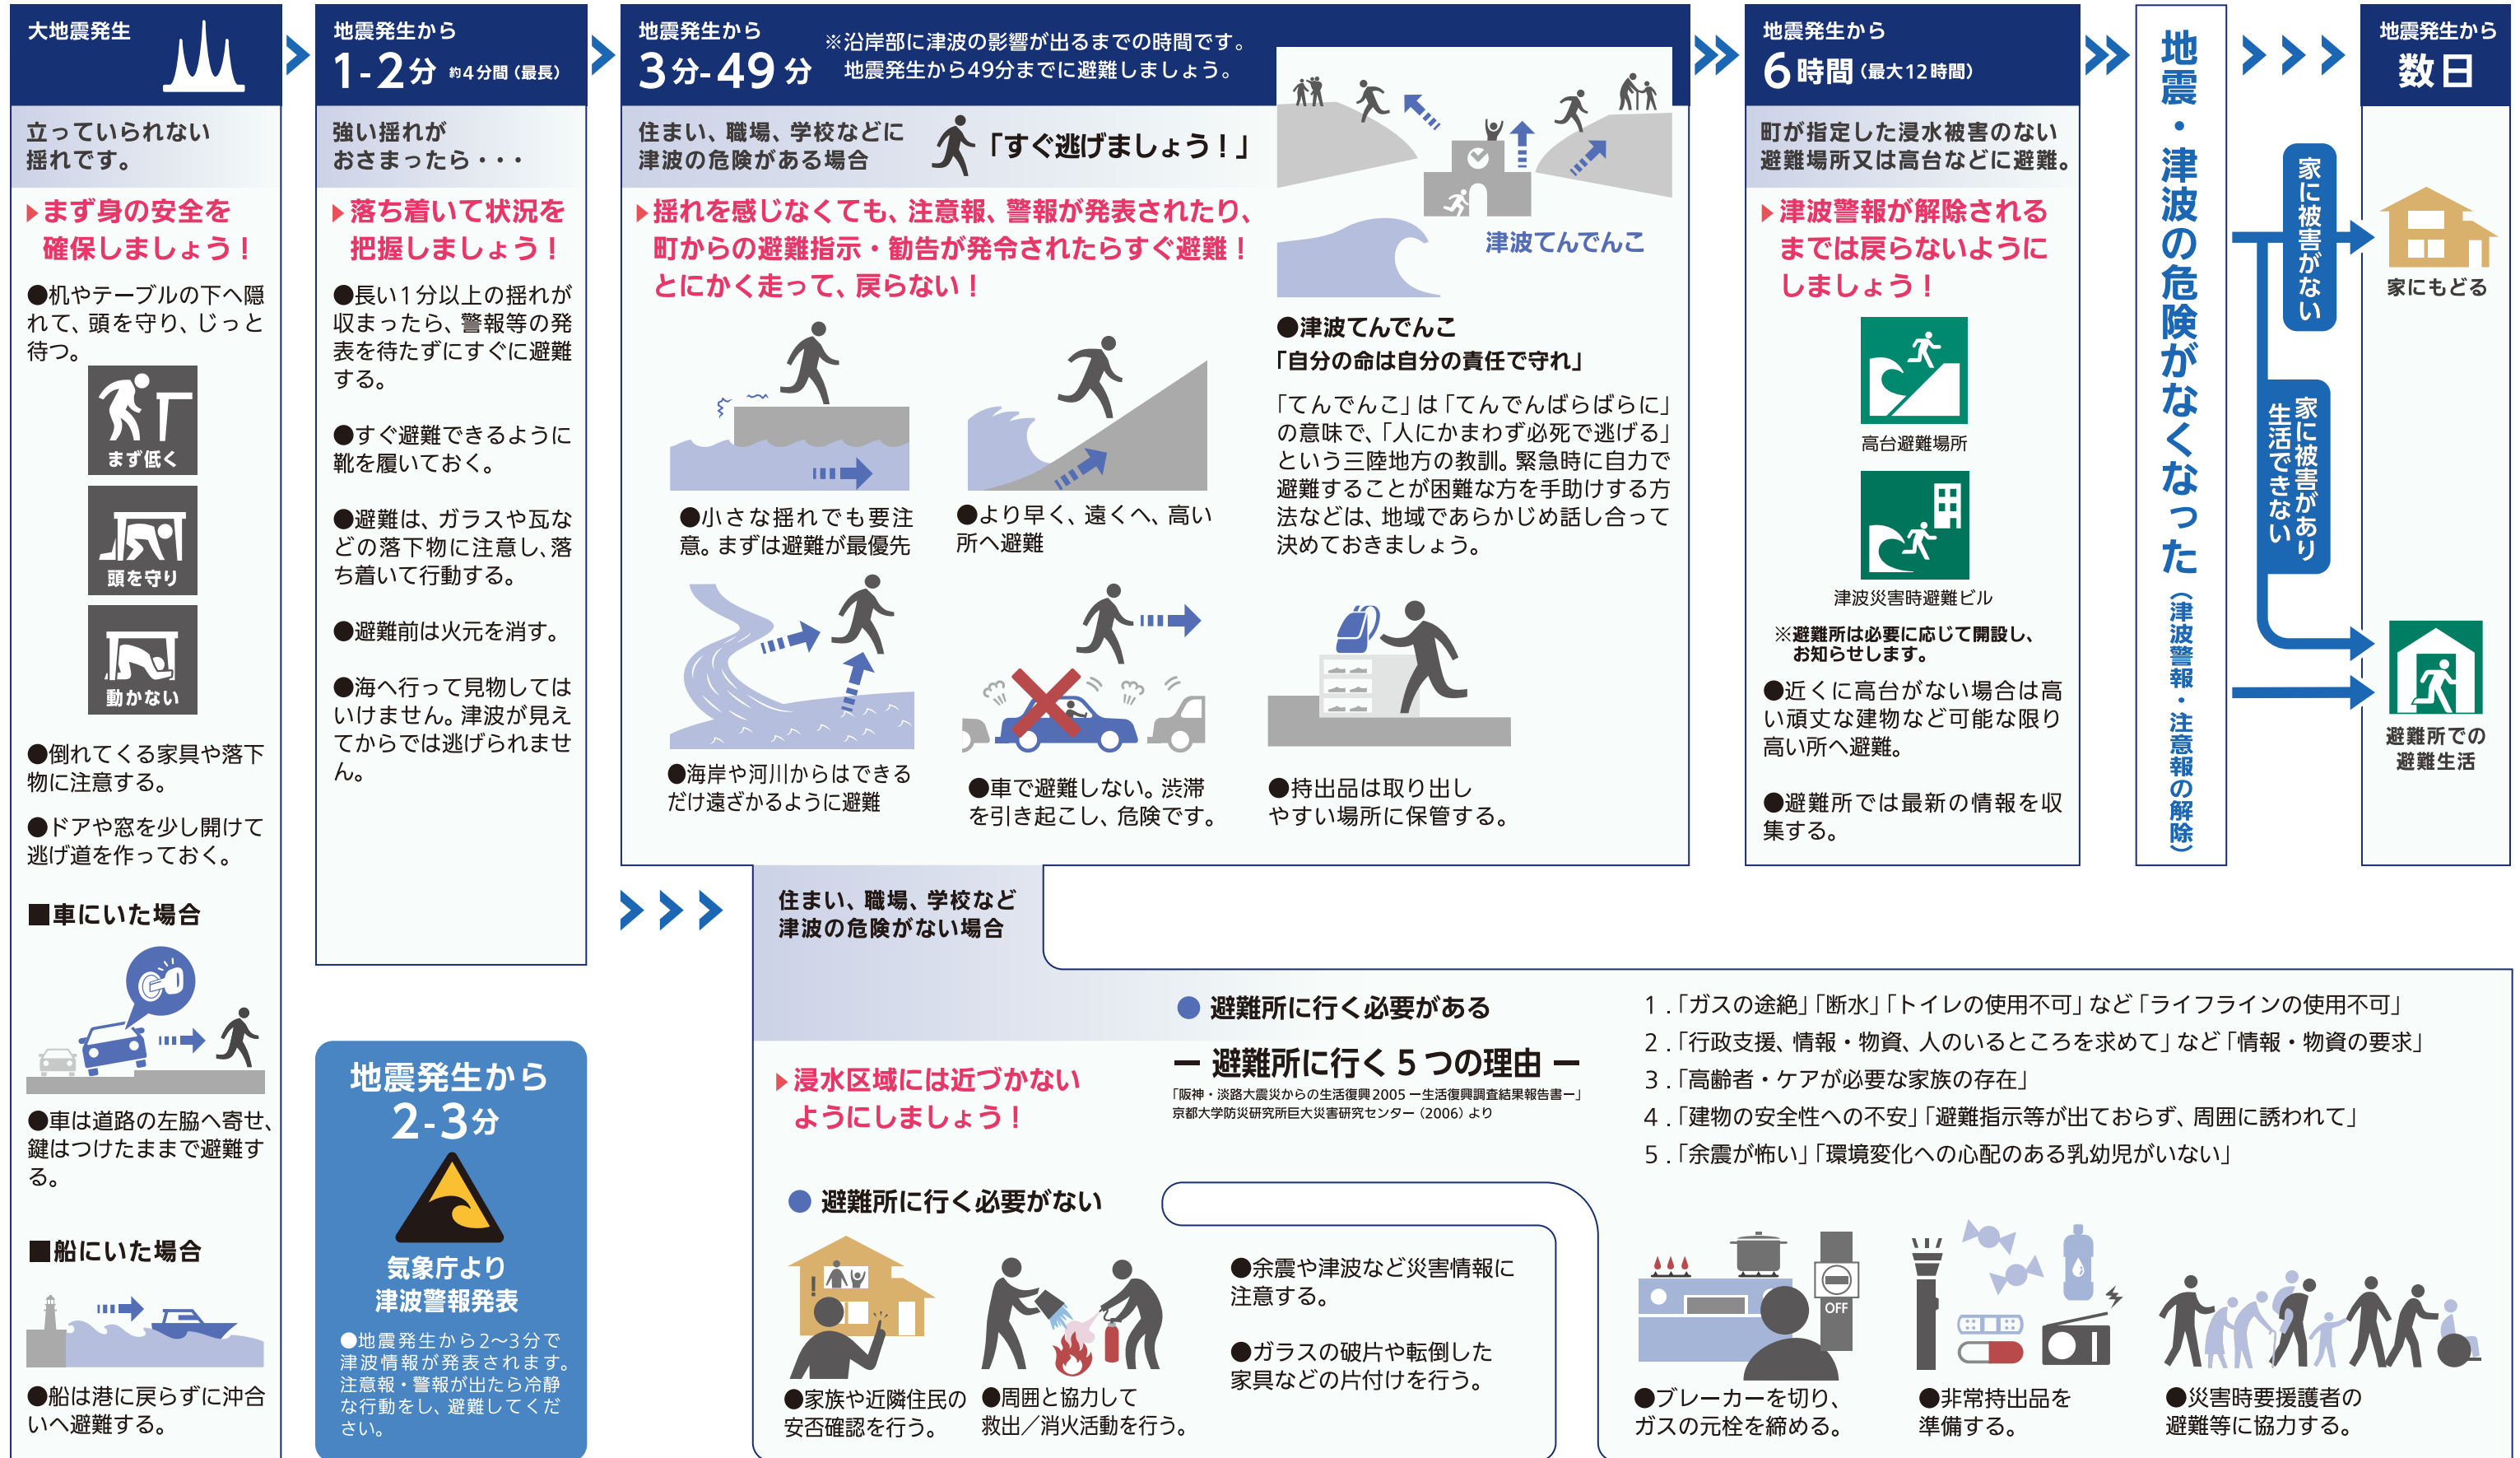 大地震発生
立っていられない
揺れです。
まず身の安全を
確保しましょう！
●机やテーブルの下へ隠
れて、頭を守り、じっと
待つ。
まず低く
頭を守り
動かない
●倒れてくる家具や落下
物に注意する。
●ドアや窓を少し開けて
逃げ道を作っておく。
■車にいた場合
●車は道路の左脇へ寄せ、
鍵はつけたままで避難す
る。
■船にいた場合
●船は港に戻らずに沖合
いへ避難する。
地震発生から
1-2分 約4分間（最長）
強い揺れが
おさまったら・・・
落ち着いて状況を
把握しましょう！
●長い1分以上の揺れが
収まったら、警報等の発
表を待たずにすぐに避難
する。
●すぐ避難できるように
靴を履いておく。
●避難は、ガラスや瓦な
どの落下物に注意し、落
ち着いて行動する。
●避難前は火元を消す。
●海へ行って見物しては
いけません。津波が見え
てからでは逃げられませ
ん。
地震発生から
2-3分
気象庁より
津波警報発表
●地震発生から2～3分で
津波情報が発表されます。
注意報・警報が出たら冷静
な行動をし、避難してくだ
さい。
地震発生から
3分-49分
※沿岸部に津波の影響が出るまでの時間です。
地震発生から49分までに避難しましょう。
住まい、職場、学校などに
津波の危険がある場合
「すぐ逃げましょう！」
揺れを感じなくても、注意報、警報が発表されたり、
町からの避難指示・勧告が発令されたらすぐ避難！
とにかく走って、戻らない！
●小さな揺れでも要注
意。まずは避難が最優先
●より早く、遠くへ、高い
所へ避難
●海岸や河川からはできる
だけ遠ざかるように避難
●車で避難しない。渋滞
を引き起こし、危険です。
●持出品は取り出し
やすい場所に保管する。
津波てんでんこ
●津波てんでんこ
「自分の命は自分の責任で守れ」
「てんでんこ」は「てんでんばらばらに」
の意味で、「人にかまわず必死で逃げる」
という三陸地方の教訓。緊急時に自力で
避難することが困難な方を手助けする方
法などは、地域であらかじめ話し合って
決めておきましょう。
地震発生から
6時間（最大12時間）
町が指定した浸水被害のない
避難場所又は高台などに避難。
津波警報が解除される
までは戻らないように
しましょう！
高台避難場所
津波災害時避難ビル
※避難所は必要に応じて開設し、
お知らせします。
●近くに高台がない場合は高
い頑丈な建物など可能な限り
高い所へ避難。
●避難所では最新の情報を収
集する。
地震・津波の危険がなくなった（津波警報・注意報の解除）
家に被害がない
家に被害があり
生活できない
地震発生から
数日
家にもどる
避難所での
避難生活
住まい、職場、学校など
津波の危険がない場合
浸水区域には近づかない
ようにしましょう！
● 避難所に行く必要がある
ー 避難所に行く5つの理由 ー
「阪神・淡路大震災からの生活復興2005 ー生活復興調査結果報告書ー」
京都大学防災研究所巨大災害研究センター（2006）より
1．「ガスの途絶」「断水」「トイレの使用不可」など「ライフラインの使用不可」
2．「行政支援、情報・物資、人のいるところを求めて」など「情報・物資の要求」
3．「高齢者・ケアが必要な家族の存在」
4．「建物の安全性への不安」「避難指示等が出ておらず、周囲に誘われて」
5．「余震が怖い」「環境変化への心配のある乳幼児がいない」
● 避難所に行く必要がない
!
●家族や近隣住民の
安否確認を行う。
●周囲と協力して
救出／消火活動を行う。
●余震や津波など災害情報に
注意する。
●ガラスの破片や転倒した
家具などの片付けを行う。
OFF
●ブレーカーを切り、
ガスの元栓を締める。
●非常持出品を
準備する。
●災害時要援護者の
避難等に協力する。